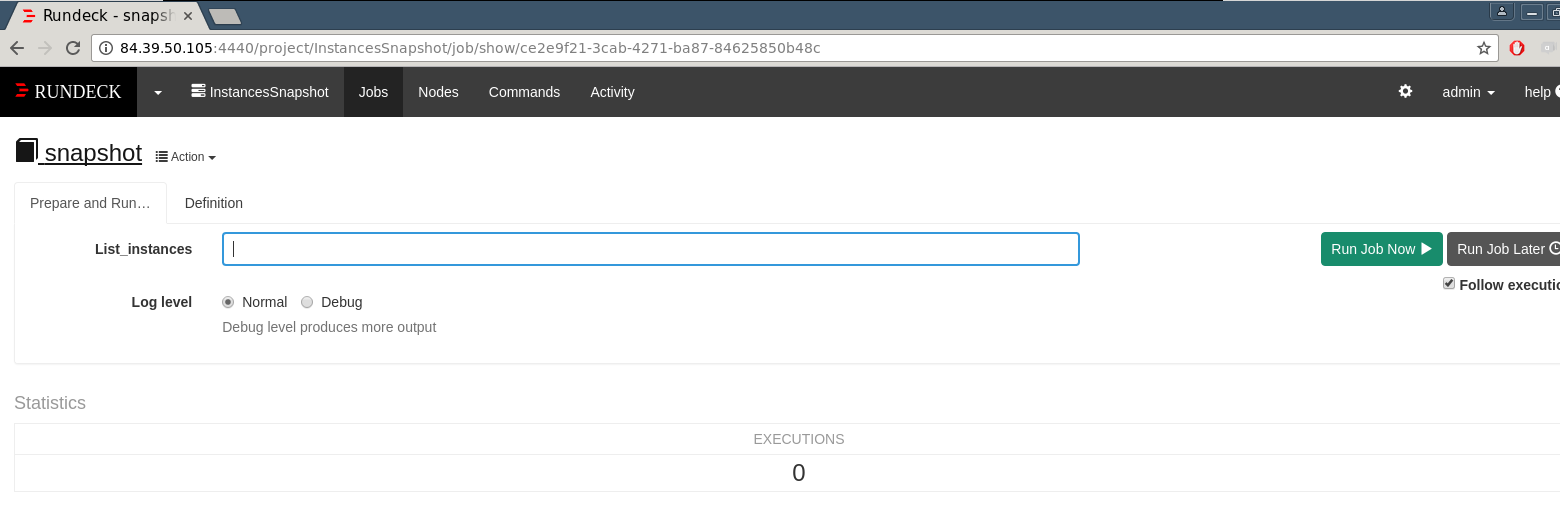 Rundeck - snapsh
84.39.50.105:4440/project/InstancesSnapshot/job/show/ce2e9f21-3cab-4271-ba87-84625850b48c
RUNDECK InstancesSnapshot Jobs Nodes Commands Activity admin help
snapshot Action
Prepare and Run… Definition
List_instances Run Job Now Run Job Later
Follow executio
Log level Normal Debug
Debug level produces more output
Statistics
EXECUTIONS
0